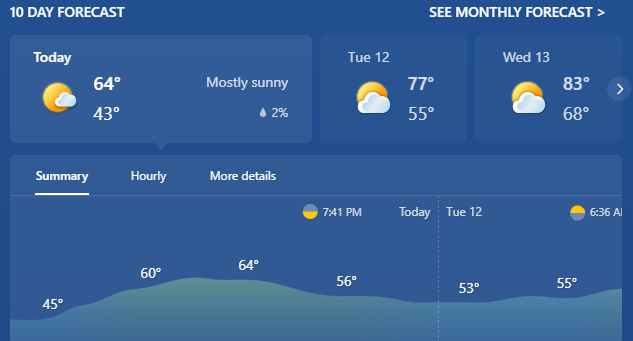 10 DAY FORECAST
SEE MONTHLY FORECAST >
Today
64°
43°
Mostly sunny
2%
Tue 12
77°
55°
Wed 13
83°
68°
Summary
Hourly
More details
7:41 PM
Today
Tue 12
6:36 AM
45°
60°
64°
56°
53°
55°